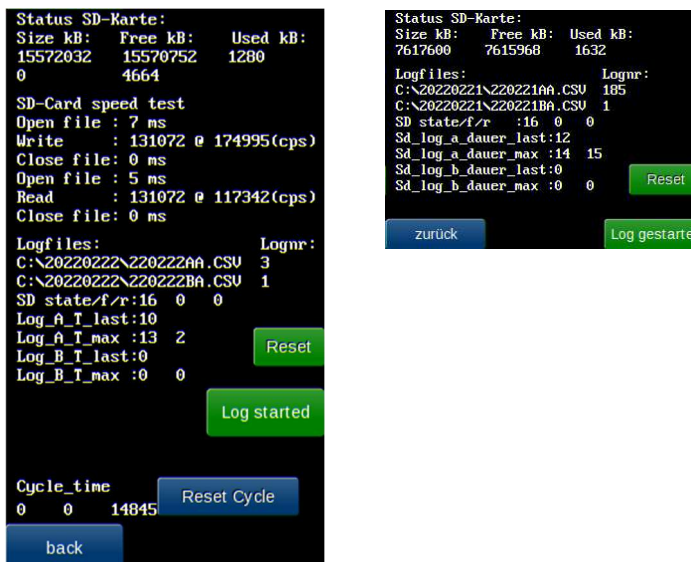 Status SD-Karte:
Size kB: Free kB: Used kB:
15572032 15570752 1280
0 4664
SD-Card speed test
Open file : 7 ms
Write : 131072 @ 174995(cps)
Close file: 0 ms
Open file : 5 ms
Read : 131072 @ 117342(cps)
Close file: 0 ms
Logfiles: Lognr:
C:\20220222\220222AA.CSV 3
C:\20220222\220222BA.CSV 1
SD state/f/r:16 0 0
Log_A_T_last:10
Log_A_T_max :13 2
Reset
Log_B_T_last:0
Log_B_T_max :0 0
Log started
Cycle_time
Reset Cycle
0 0 14845
back
Status SD-Karte:
Size kB: Free kB: Used kB:
7617600 7615968 1632
Logfiles: Lognr:
C:\20220221\220221AA.CSV 185
C:\20220221\220221BA.CSV 1
SD state/f/r :16 0 0
Sd_log_a_dauer_last:12
Sd_log_a_dauer_max :14 15
Sd_log_b_dauer_last:0
Sd_log_b_dauer_max :0 0
Reset
zurück
Log gestarte